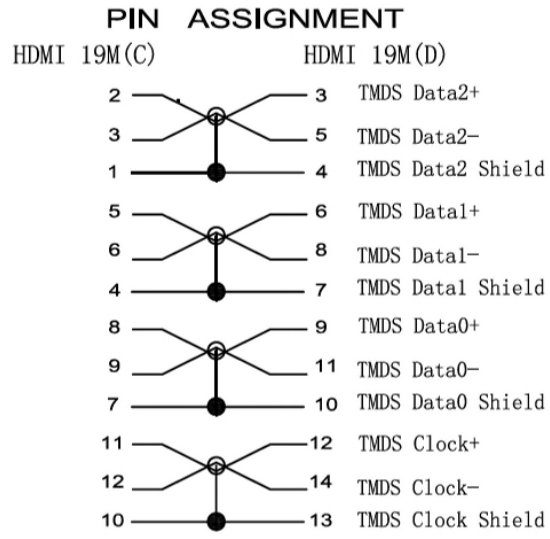 PIN ASSIGNMENT
HDMI 19M(C) HDMI 19M(D)
2 3 TMDS Data2+
3 5 TMDS Data2-
1 4 TMDS Data2 Shield
5 6 TMDS Data1+
6 8 TMDS Data1-
4 7 TMDS Data1 Shield
8 9 TMDS Data0+
9 11 TMDS Data0-
7 10 TMDS Data0 Shield
11 12 TMDS Clock+
12 14 TMDS Clock-
10 13 TMDS Clock Shield